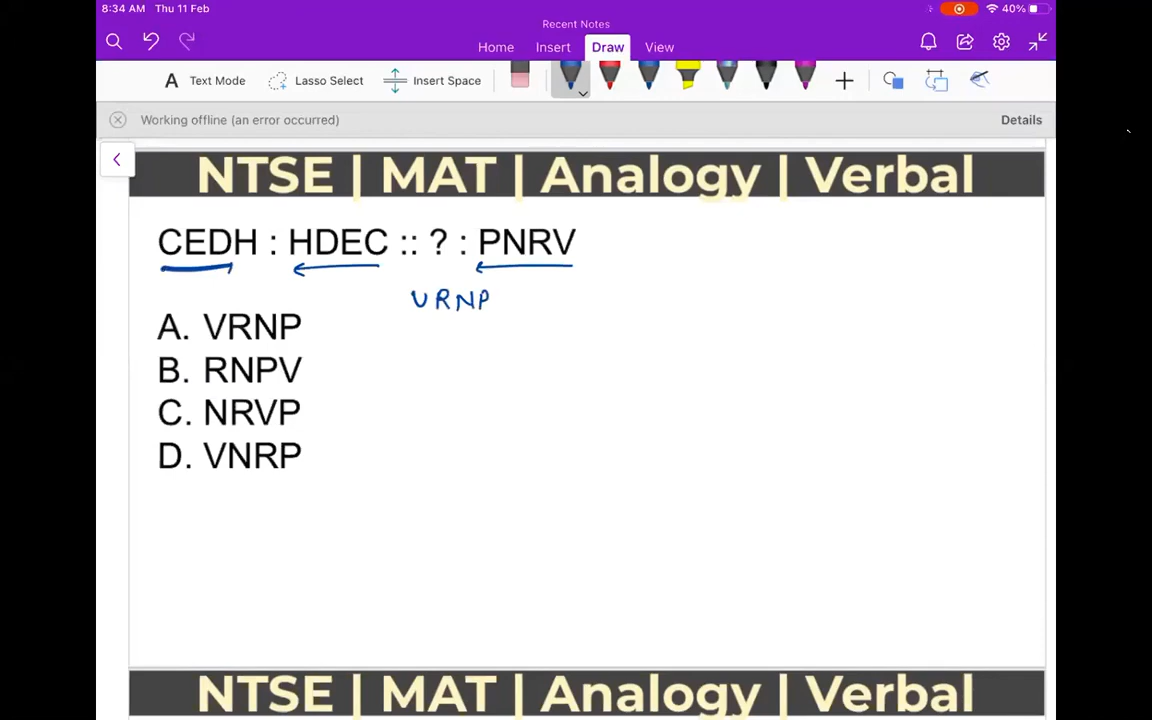 8:34 AM Thu 11 Feb
40%
Recent Notes
Home Insert Draw View
Text Mode Lasso Select Insert Space
Working offline (an error occurred) Details
NTSE | MAT | Analogy | Verbal
CEDH : HDEC :: ? : PNRV
VRNP
A. VRNP
B. RNPV
C. NRVP
D. VNRP
NTSE | MAT | Analogy | Verbal